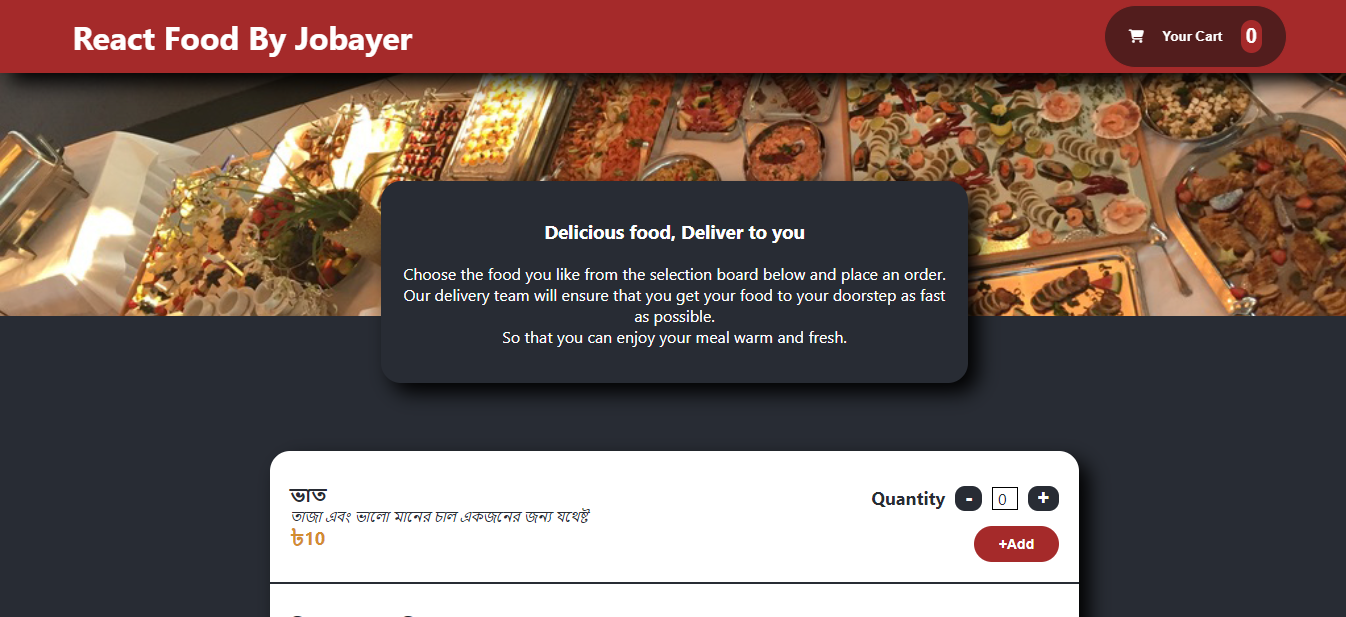 React Food By Jobayer
Your Cart 0
Delicious food, Deliver to you
Choose the food you like from the selection board below and place an order.
Our delivery team will ensure that you get your food to your doorstep as fast
as possible.
So that you can enjoy your meal warm and fresh.
ভাত
তাজা এবং ভালো মানের চাল একজনের জন্য যথেষ্ট
৳10
Quantity - 0 +
+Add